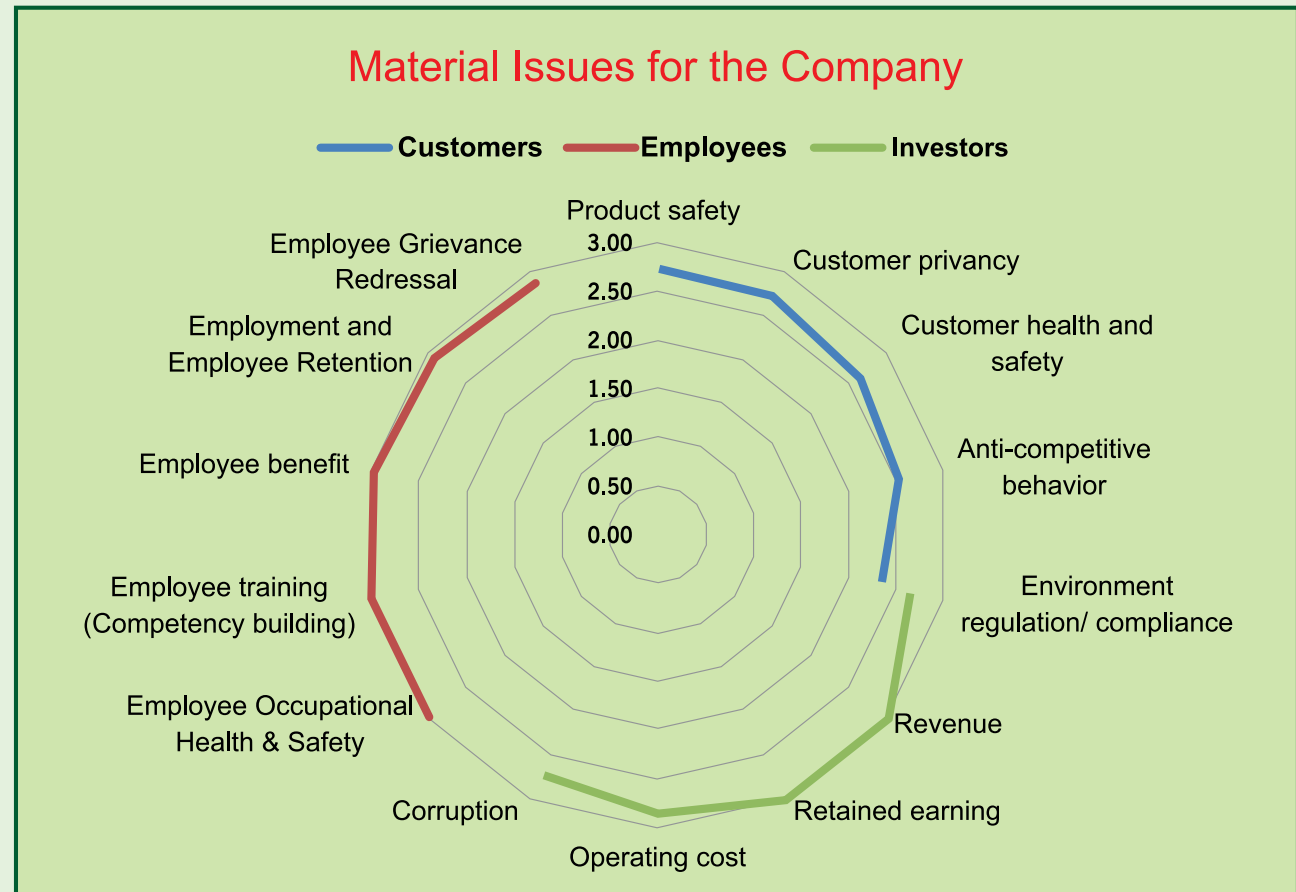 Material Issues for the Company
Customers Employees Investors
Product safety
Customer privancy
Customer health and
safety
Anti-competitive
behavior
Environment
regulation/ compliance
Revenue
Retained earning
Operating cost
Corruption
Employee Occupational
Health & Safety
Employee training
(Competency building)
Employee benefit
Employment and
Employee Retention
Employee Grievance
Redressal
3.00
2.50
2.00
1.50
1.00
0.50
0.00